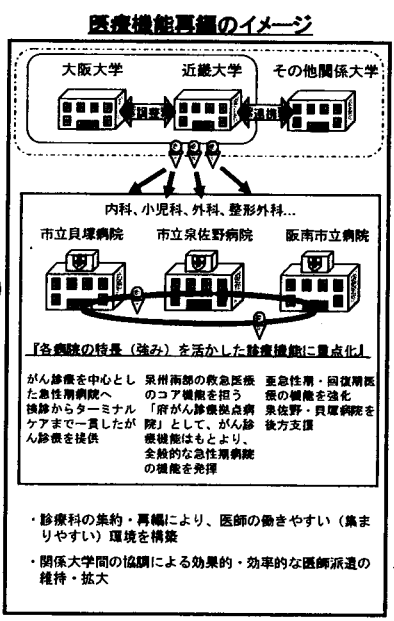 医療機能再編のイメージ
大阪大学 近畿大学 その他関係大学
調整 連携
内科、小児科、外科、整形外科...
市立貝塚病院 市立泉佐野病院 阪南市立病院
『各病院の特長（強み）を活かした診療機能に重点化』
がん診療を中心とし
た急性期病院へ
検診からターミナル
ケアまで一貫したが
ん診療を提供
泉州南部の救急医療
のコア機能を担う
「府がん診療拠点病
院」として、がん診
療機能はもとより、
全般的な急性期病院
の機能を発揮
亜急性期・回復期医
療の機能を強化
泉佐野・貝塚病院を
後方支援
・診療科の集約・再編により、医師の働きやすい（集ま
りやすい）環境を構築
・関係大学間の協調による効果的・効率的な医師派遣の
維持・拡大